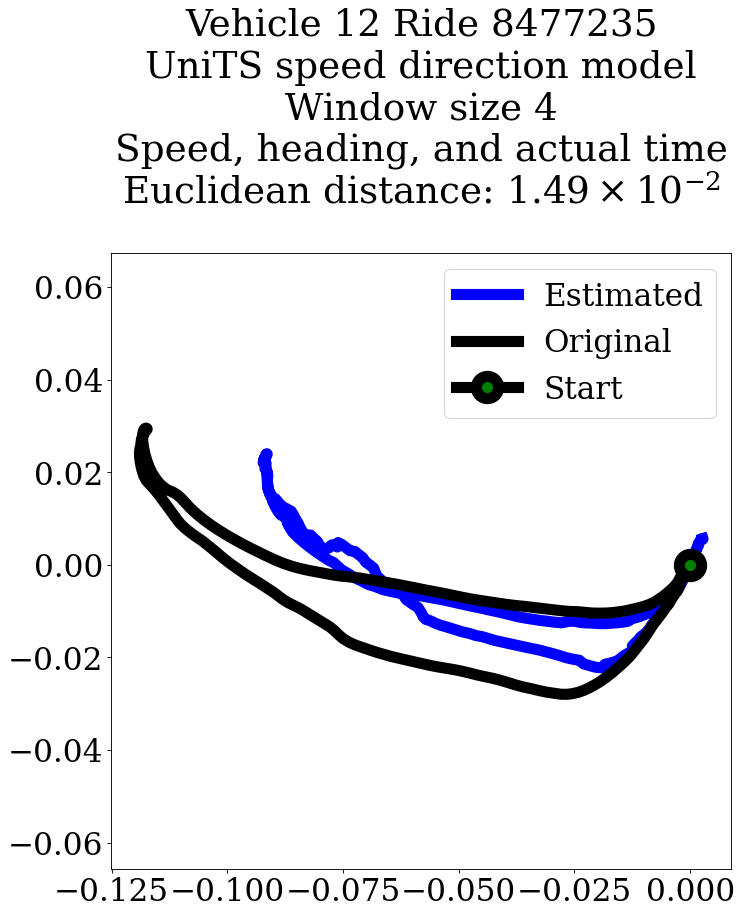 Vehicle 12 Ride 8477235
UniTS speed direction model
Window size 4
Speed, heading, and actual time
Euclidean distance: 1.49 × 10⁻²
Estimated
Original
Start
0.06
0.04
0.02
0.00
−0.02
−0.04
−0.06
−0.125 −0.100 −0.075 −0.050 −0.025 0.000